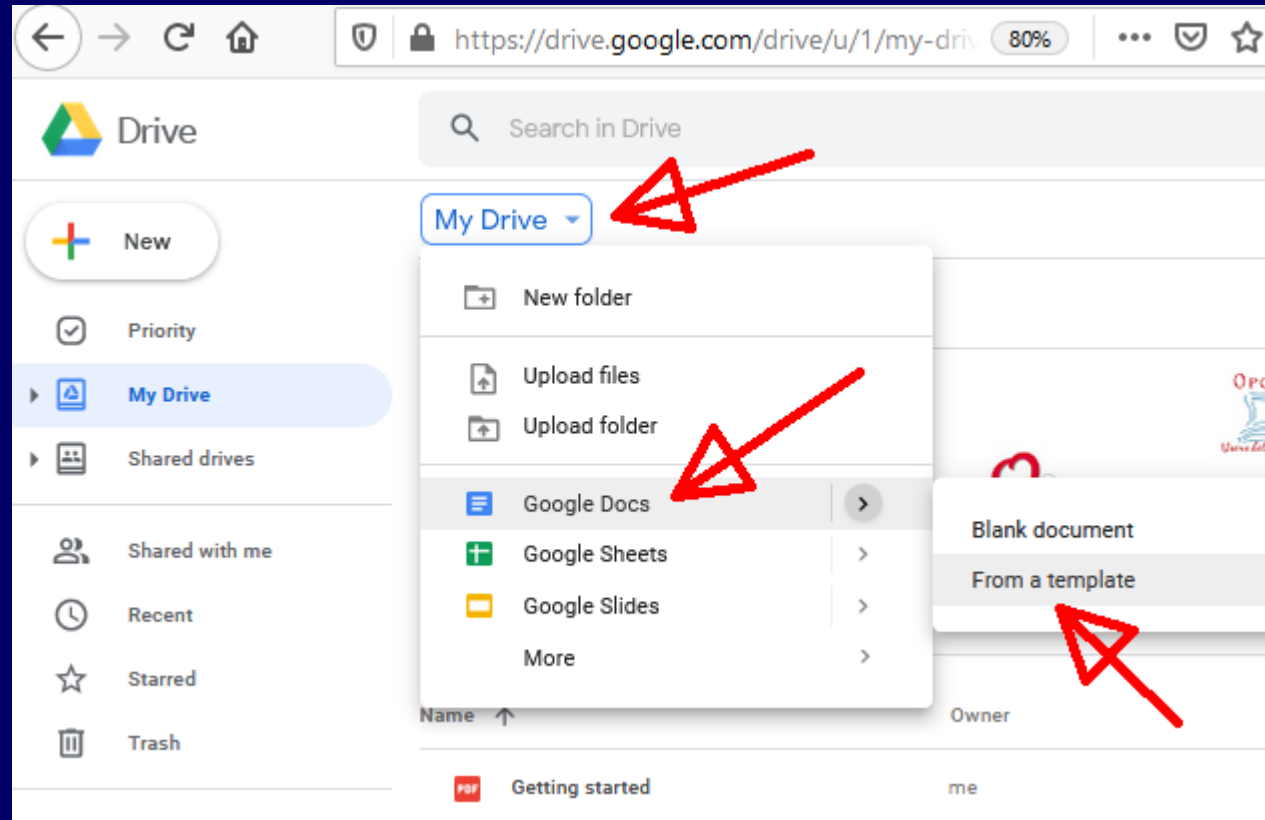 https://drive.google.com/drive/u/1/my-driv 80%
Drive
Search in Drive
My Drive
New
New folder
Priority
Upload files
My Drive
Upload folder
Shared drives
Google Docs
Blank document
Shared with me
Google Sheets
From a template
Google Slides
Recent
More
Starred
Name
Owner
Trash
PDF
Getting started
me